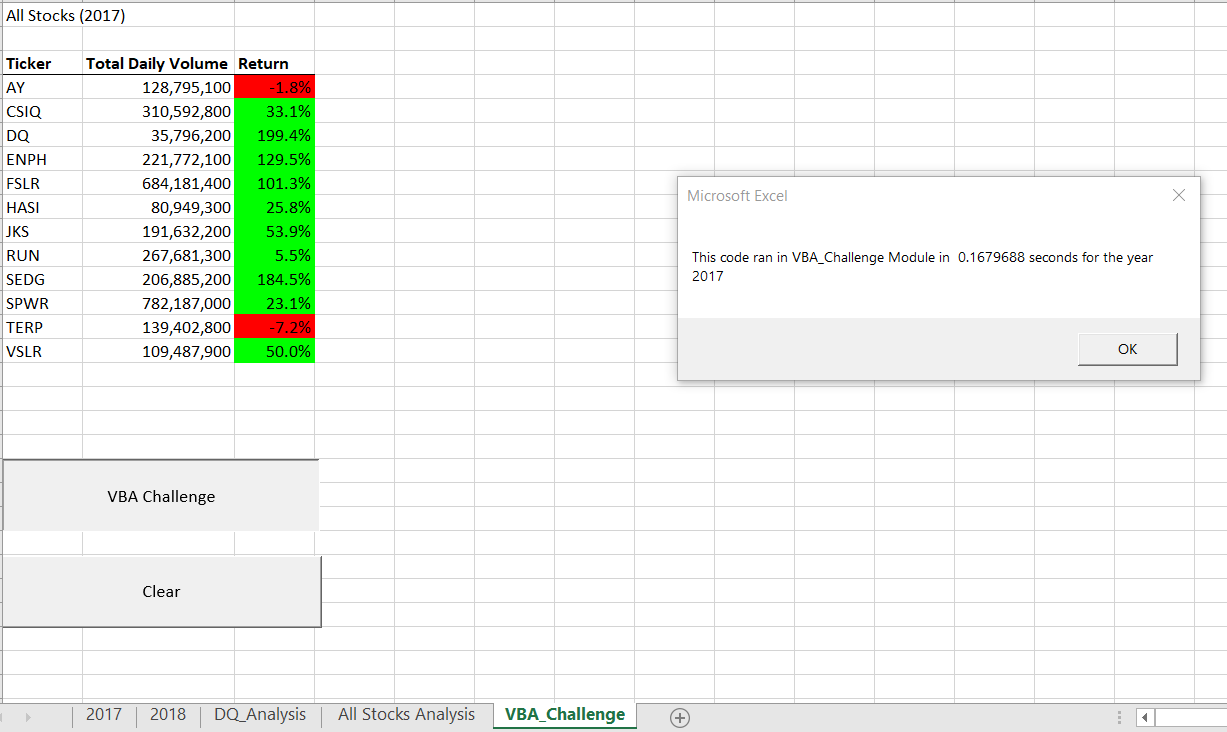 All Stocks (2017)
Ticker Total Daily Volume Return
AY 128,795,100 -1.8%
CSIQ 310,592,800 33.1%
DQ 35,796,200 199.4%
ENPH 221,772,100 129.5%
FSLR 684,181,400 101.3%
HASI 80,949,300 25.8%
JKS 191,632,200 53.9%
RUN 267,681,300 5.5%
SEDG 206,885,200 184.5%
SPWR 782,187,000 23.1%
TERP 139,402,800 -7.2%
VSLR 109,487,900 50.0%
Microsoft Excel
This code ran in VBA_Challenge Module in  0.1679688 seconds for the year
2017
OK
VBA Challenge
Clear
2017 2018 DQ_Analysis All Stocks Analysis VBA_Challenge